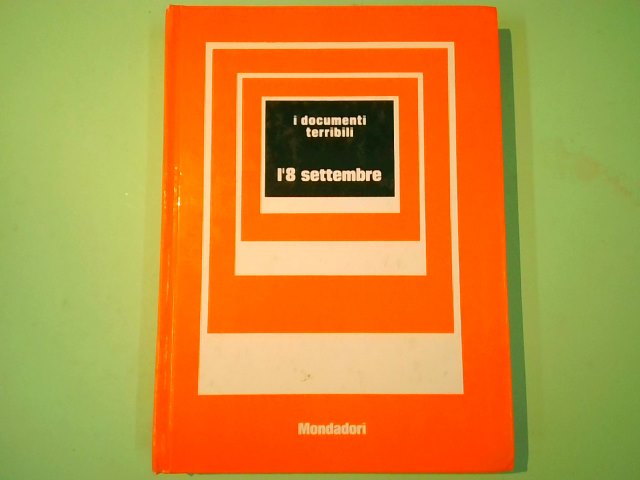 i documenti
terribili
l'8 settembre
Mondadori